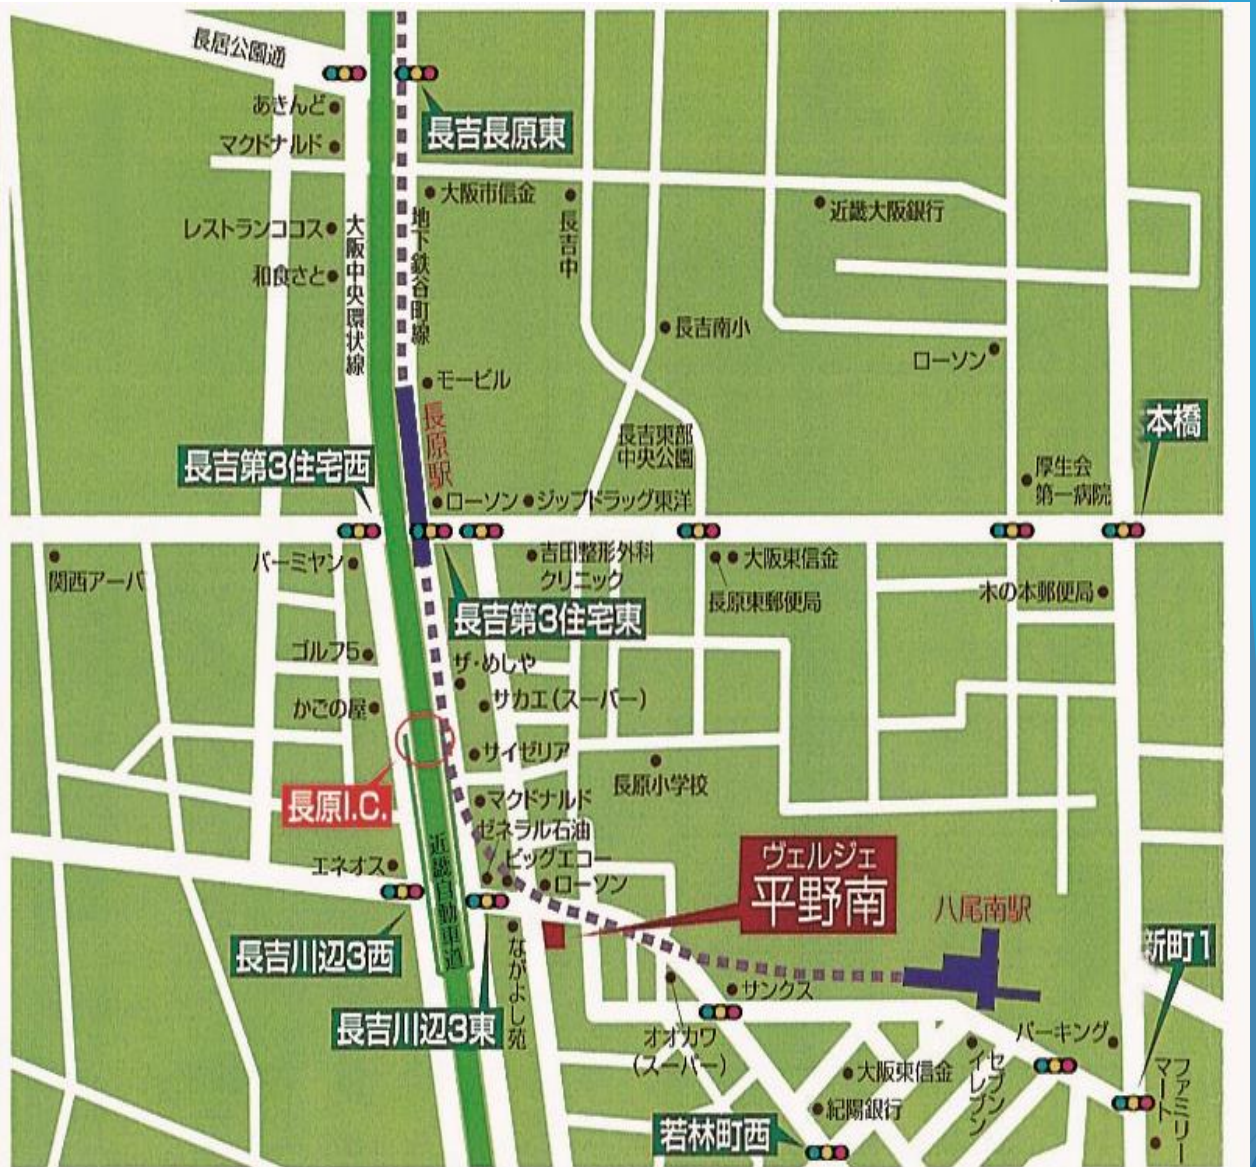 長居公園通
あきんど
マクドナルド
長吉長原東
大阪市信金
長吉中
近畿大阪銀行
レストランココス
和食さと
大阪中央環状線
地下鉄谷町線
長吉南小
ローソン
モービル
長原駅
長吉東部
中央公園
本橋
長吉第3住宅西
ローソン
ジップドラッグ東洋
厚生会
第一病院
関西アーバ
バーミヤン
吉田整形外科
クリニック
大阪東信金
長原東郵便局
木の本郵便局
長吉第3住宅東
ゴルフ5
ザ・めしや
サカエ(スーパー)
かごの屋
サイゼリア
長原小学校
長原I.C.
マクドナルド
ゼネラル石油
ビッグエコー
ローソン
エネオス
近畿自動車道
ヴェルジェ
平野南
八尾南駅
長吉川辺3西
ながよし苑
新町1
サンクス
長吉川辺3東
オオカワ
(スーパー)
パーキング
大阪東信金
セブン
イレブン
ファミリー
マート
紀陽銀行
若林町西